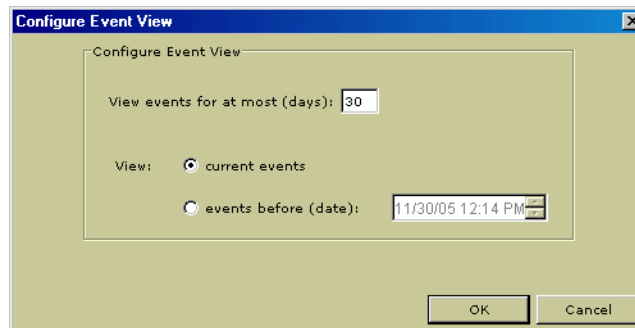 Configure Event View
Configure Event View
View events for at most (days): 30
View: current events
events before (date): 11/30/05 12:14 PM
OK Cancel